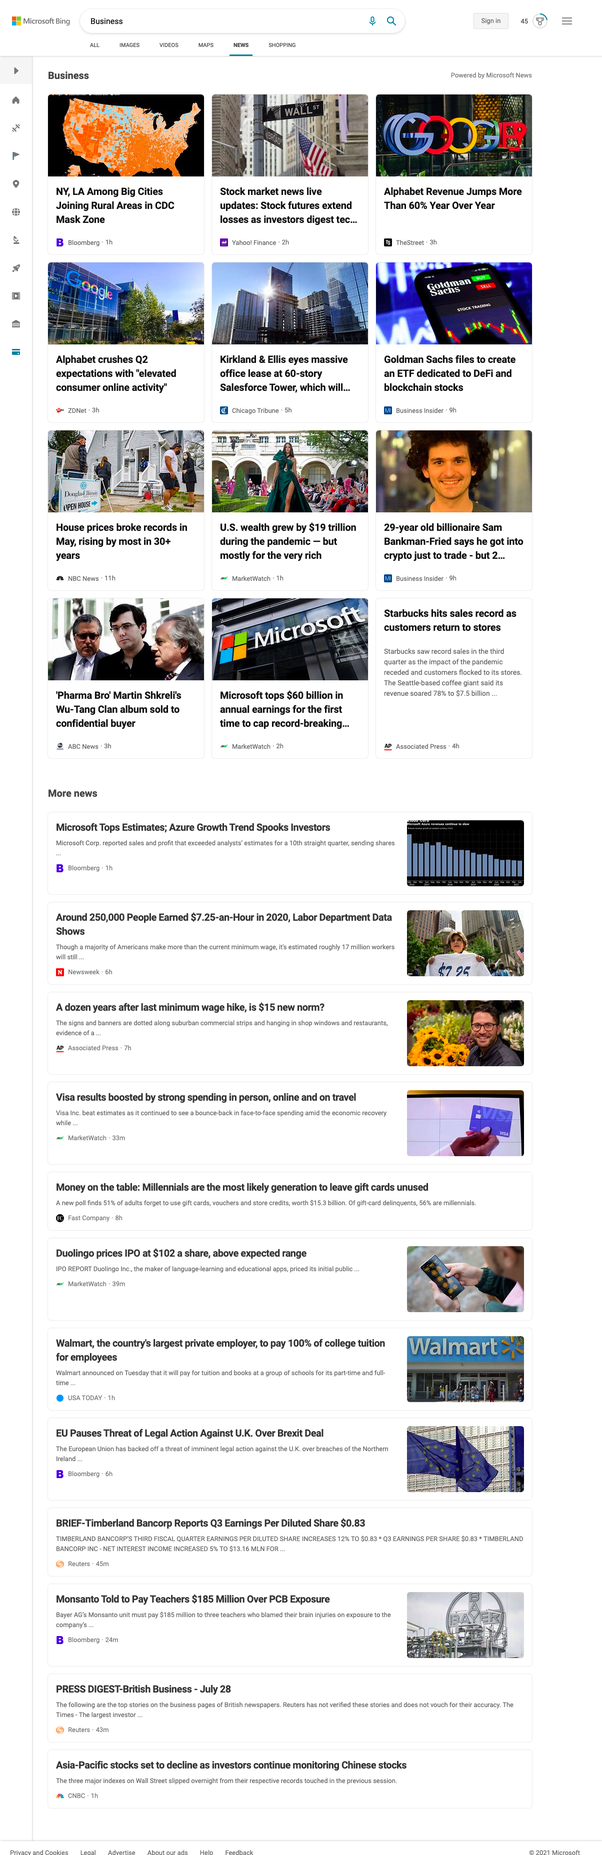 Microsoft Bing
Business
Sign in
45
ALL IMAGES VIDEOS MAPS NEWS SHOPPING
Business
Powered by Microsoft News
WALL ST
Google
NY, LA Among Big Cities
Joining Rural Areas in CDC
Mask Zone
Bloomberg · 1h
Stock market news live
updates: Stock futures extend
losses as investors digest tec...
Yahoo! Finance · 2h
Alphabet Revenue Jumps More
Than 60% Year Over Year
TheStreet · 3h
Google
Goldman
Sachs
BUY
SELL
STOCK TRADING
Alphabet crushes Q2
expectations with "elevated
consumer online activity"
ZDNet · 3h
Kirkland & Ellis eyes massive
office lease at 60-story
Salesforce Tower, which will...
Chicago Tribune · 5h
Goldman Sachs files to create
an ETF dedicated to DeFi and
blockchain stocks
Business Insider · 9h
DouglasElliman
OPEN HOUSE
House prices broke records in
May, rising by most in 30+
years
NBC News · 11h
U.S. wealth grew by $19 trillion
during the pandemic — but
mostly for the very rich
MarketWatch · 1h
29-year old billionaire Sam
Bankman-Fried says he got into
crypto just to trade - but 2...
Business Insider · 9h
Microsoft
'Pharma Bro' Martin Shkreli's
Wu-Tang Clan album sold to
confidential buyer
ABC News · 3h
Microsoft tops $60 billion in
annual earnings for the first
time to cap record-breaking...
MarketWatch · 2h
Starbucks hits sales record as
customers return to stores
Starbucks saw record sales in the third
quarter as the impact of the pandemic
receded and customers flocked to its stores.
The Seattle-based coffee giant said its
revenue soared 78% to $7.5 billion ...
AP Associated Press · 4h
More news
Microsoft Tops Estimates; Azure Growth Trend Spooks Investors
Microsoft Corp. reported sales and profit that exceeded analysts' estimates for a 10th straight quarter, sending shares
...
Bloomberg · 1h
Around 250,000 People Earned $7.25-an-Hour in 2020, Labor Department Data
Shows
Though a majority of Americans make more than the current minimum wage, it's estimated roughly 17 million workers
will still ...
Newsweek · 6h
$7.25
A dozen years after last minimum wage hike, is $15 new norm?
The signs and banners are dotted along suburban commercial strips and hanging in shop windows and restaurants,
evidence of a ...
AP Associated Press · 7h
Visa results boosted by strong spending in person, online and on travel
Visa Inc. beat estimates as it continued to see a bounce-back in face-to-face spending amid the economic recovery
while ...
MarketWatch · 33m
VISA
VISA
Money on the table: Millennials are the most likely generation to leave gift cards unused
A new poll finds 51% of adults forget to use gift cards, vouchers and store credits, worth $15.3 billion. Of gift-card delinquents, 56% are millennials.
FC Fast Company · 8h
Duolingo prices IPO at $102 a share, above expected range
IPO REPORT Duolingo Inc., the maker of language-learning and educational apps, priced its initial public ...
MarketWatch · 39m
Walmart, the country's largest private employer, to pay 100% of college tuition
for employees
Walmart announced on Tuesday that it will pay for tuition and books at a group of schools for its part-time and full-
time ...
USA TODAY · 1h
Walmart
EU Pauses Threat of Legal Action Against U.K. Over Brexit Deal
The European Union has backed off a threat of imminent legal action against the U.K. over breaches of the Northern
Ireland ...
Bloomberg · 6h
BRIEF-Timberland Bancorp Reports Q3 Earnings Per Diluted Share $0.83
TIMBERLAND BANCORP'S THIRD FISCAL QUARTER EARNINGS PER DILUTED SHARE INCREASES 12% TO $0.83 * Q3 EARNINGS PER SHARE $0.83 * TIMBERLAND
BANCORP INC - NET INTEREST INCOME INCREASED 5% TO $13.16 MLN FOR ...
Reuters · 45m
Monsanto Told to Pay Teachers $185 Million Over PCB Exposure
Bayer AG's Monsanto unit must pay $185 million to three teachers who blamed their brain injuries on exposure to the
company's ...
Bloomberg · 24m
BAYER
PRESS DIGEST-British Business - July 28
The following are the top stories on the business pages of British newspapers. Reuters has not verified these stories and does not vouch for their accuracy. The
Times - The largest investor ...
Reuters · 43m
Asia-Pacific stocks set to decline as investors continue monitoring Chinese stocks
The three major indexes on Wall Street slipped overnight from their respective records touched in the previous session.
CNBC · 1h
Privacy and Cookies Legal Advertise About our ads Help Feedback
© 2021 Microsoft